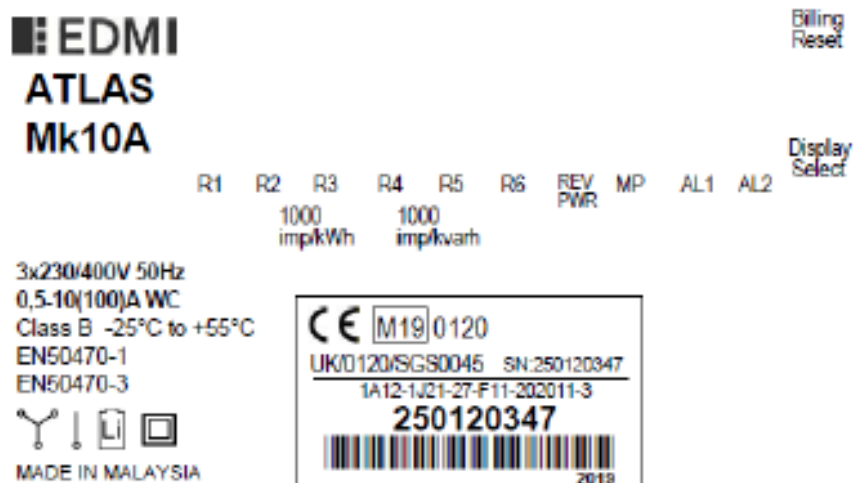 EDMI
Billing
Reset
ATLAS
Mk10A
Display
Select
R1 R2 R3 R4 R5 R6 REV PWR MP AL1 AL2
1000 imp/kWh
1000 imp/kvarh
3x230/400V 50Hz
0,5-10(100)A WC
Class B -25°C to +55°C
EN50470-1
EN50470-3
Li
MADE IN MALAYSIA
CE M19 0120
UK/0120/SGS0045 SN:250120347
1A12-1J21-27-F11-202011-3
250120347
2019